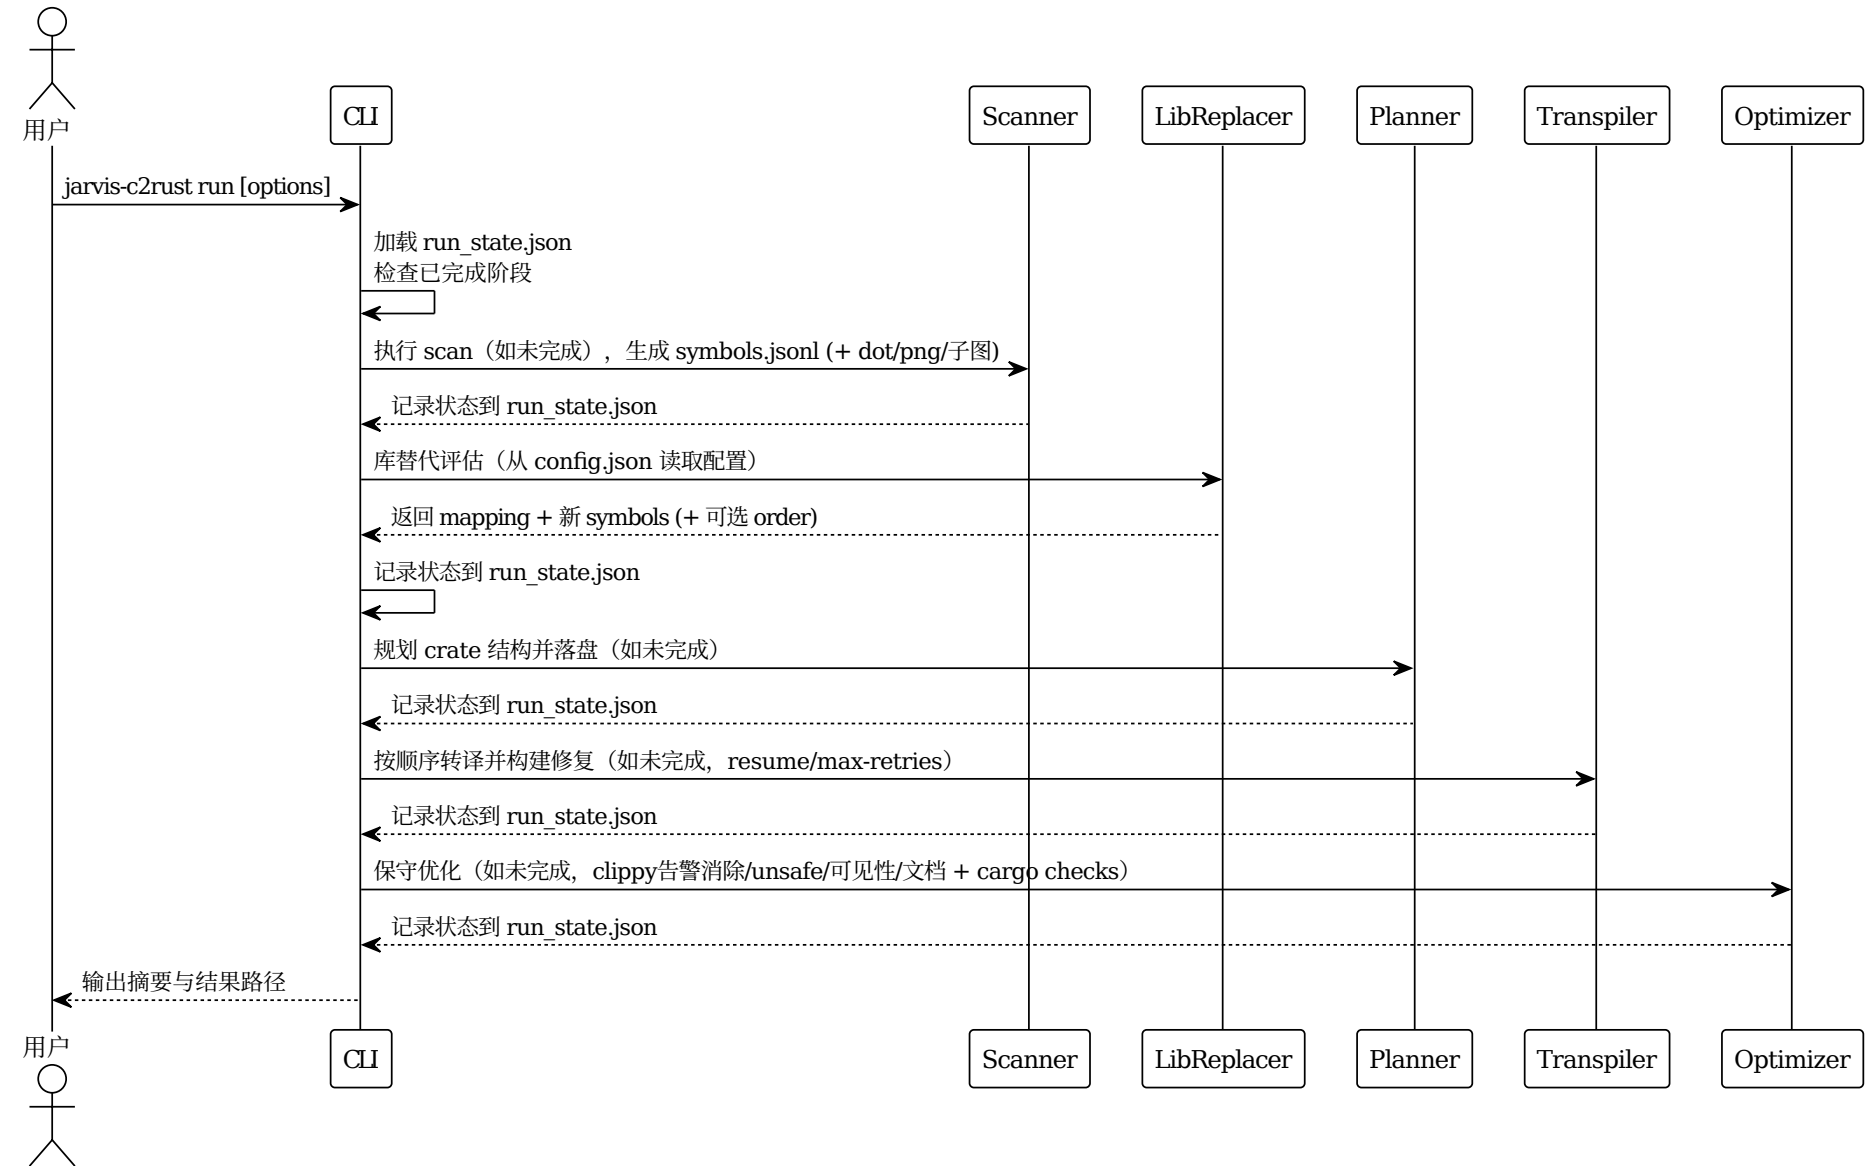 用户
CLI
Scanner
LibReplacer
Planner
Transpiler
Optimizer
jarvis-c2rust run [options]
加载 run_state.json
检查已完成阶段
执行 scan（如未完成），生成 symbols.jsonl (+ dot/png/子图)
记录状态到 run_state.json
库替代评估（从 config.json 读取配置）
返回 mapping + 新 symbols (+ 可选 order)
记录状态到 run_state.json
规划 crate 结构并落盘（如未完成）
记录状态到 run_state.json
按顺序转译并构建修复（如未完成，resume/max-retries）
记录状态到 run_state.json
保守优化（如未完成，clippy告警消除/unsafe/可见性/文档 + cargo checks）
记录状态到 run_state.json
输出摘要与结果路径
用户
CLI
Scanner
LibReplacer
Planner
Transpiler
Optimizer